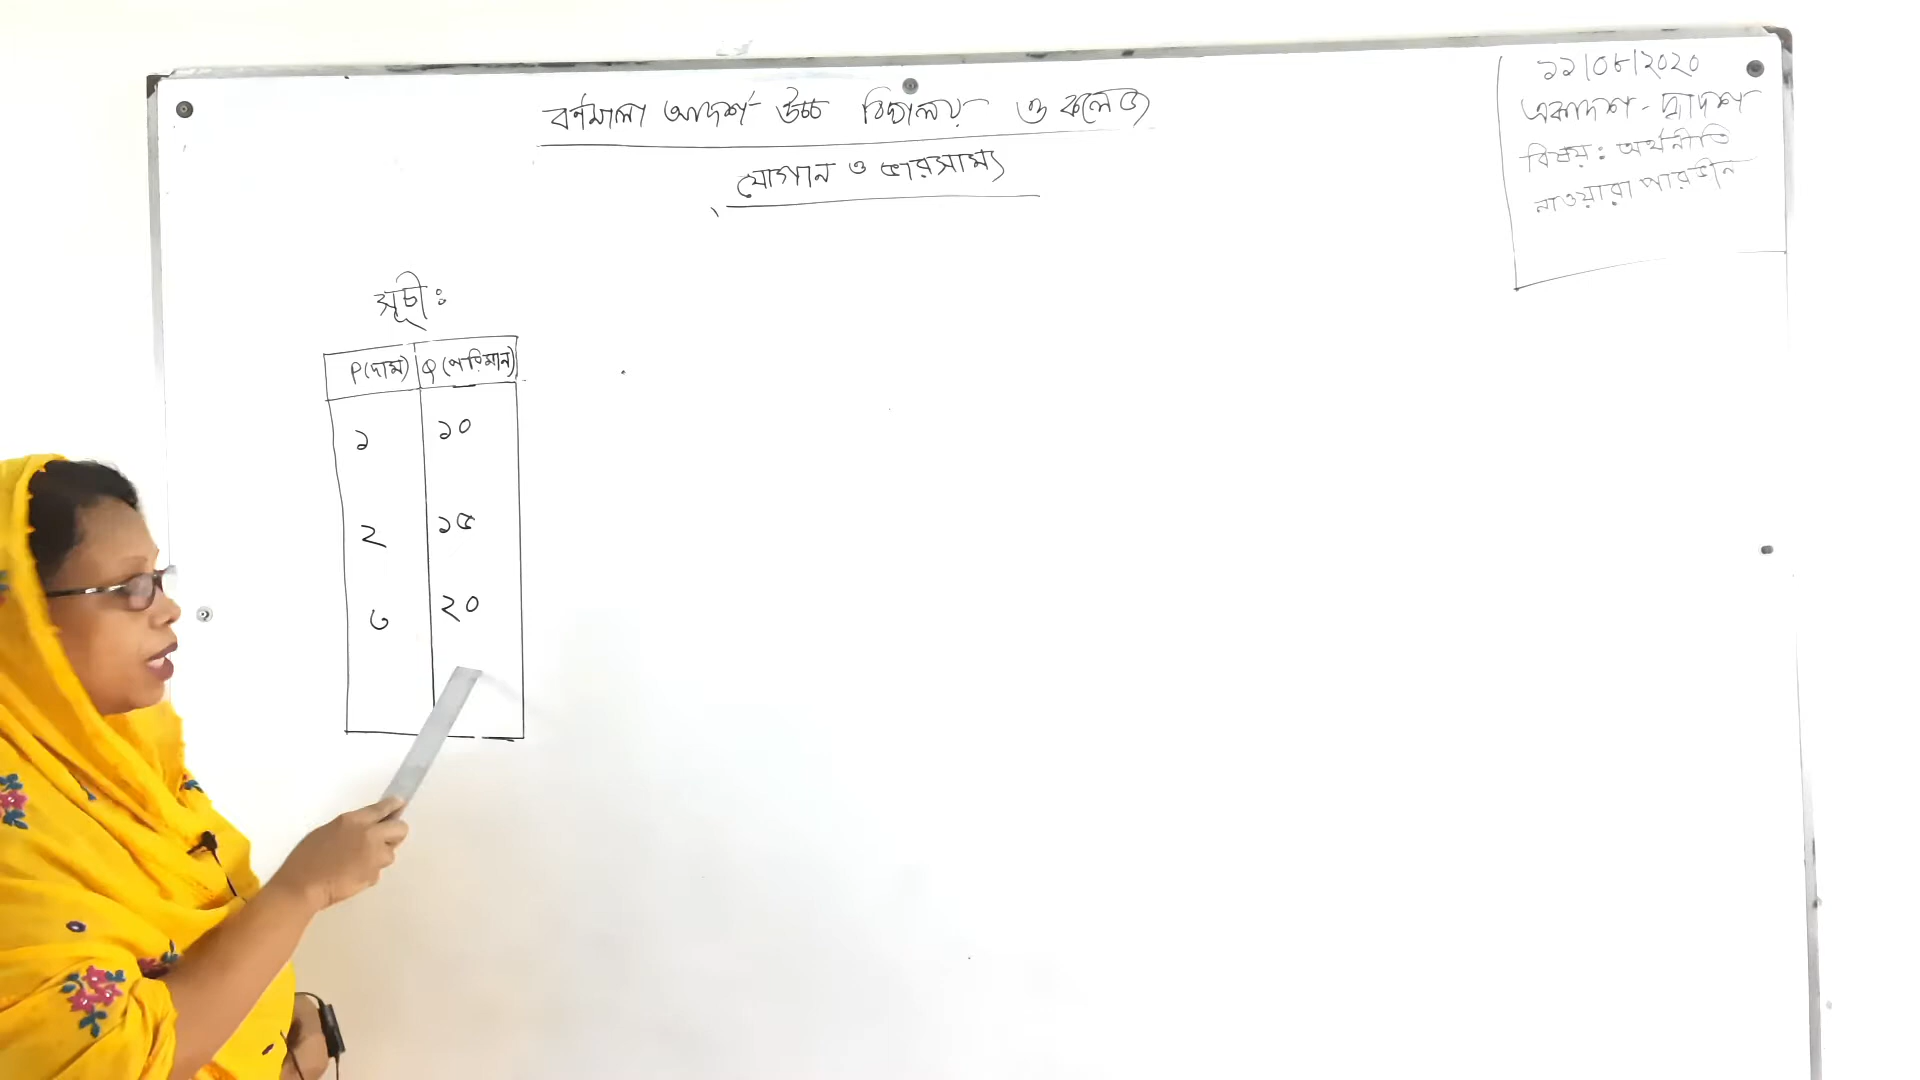 বর্ণমালা আদর্শ উচ্চ বিদ্যালয় ও কলেজ
যোগান ও ভারসাম্য
১১/০৮/২০২০
একাদশ - দ্বাদশ
বিষয়ঃ অর্থনীতি
নাওয়ারা পারভীন
সূচীঃ
P(দাম) Q(পরিমান)
১ ১০
২ ১৫
৩ ২০